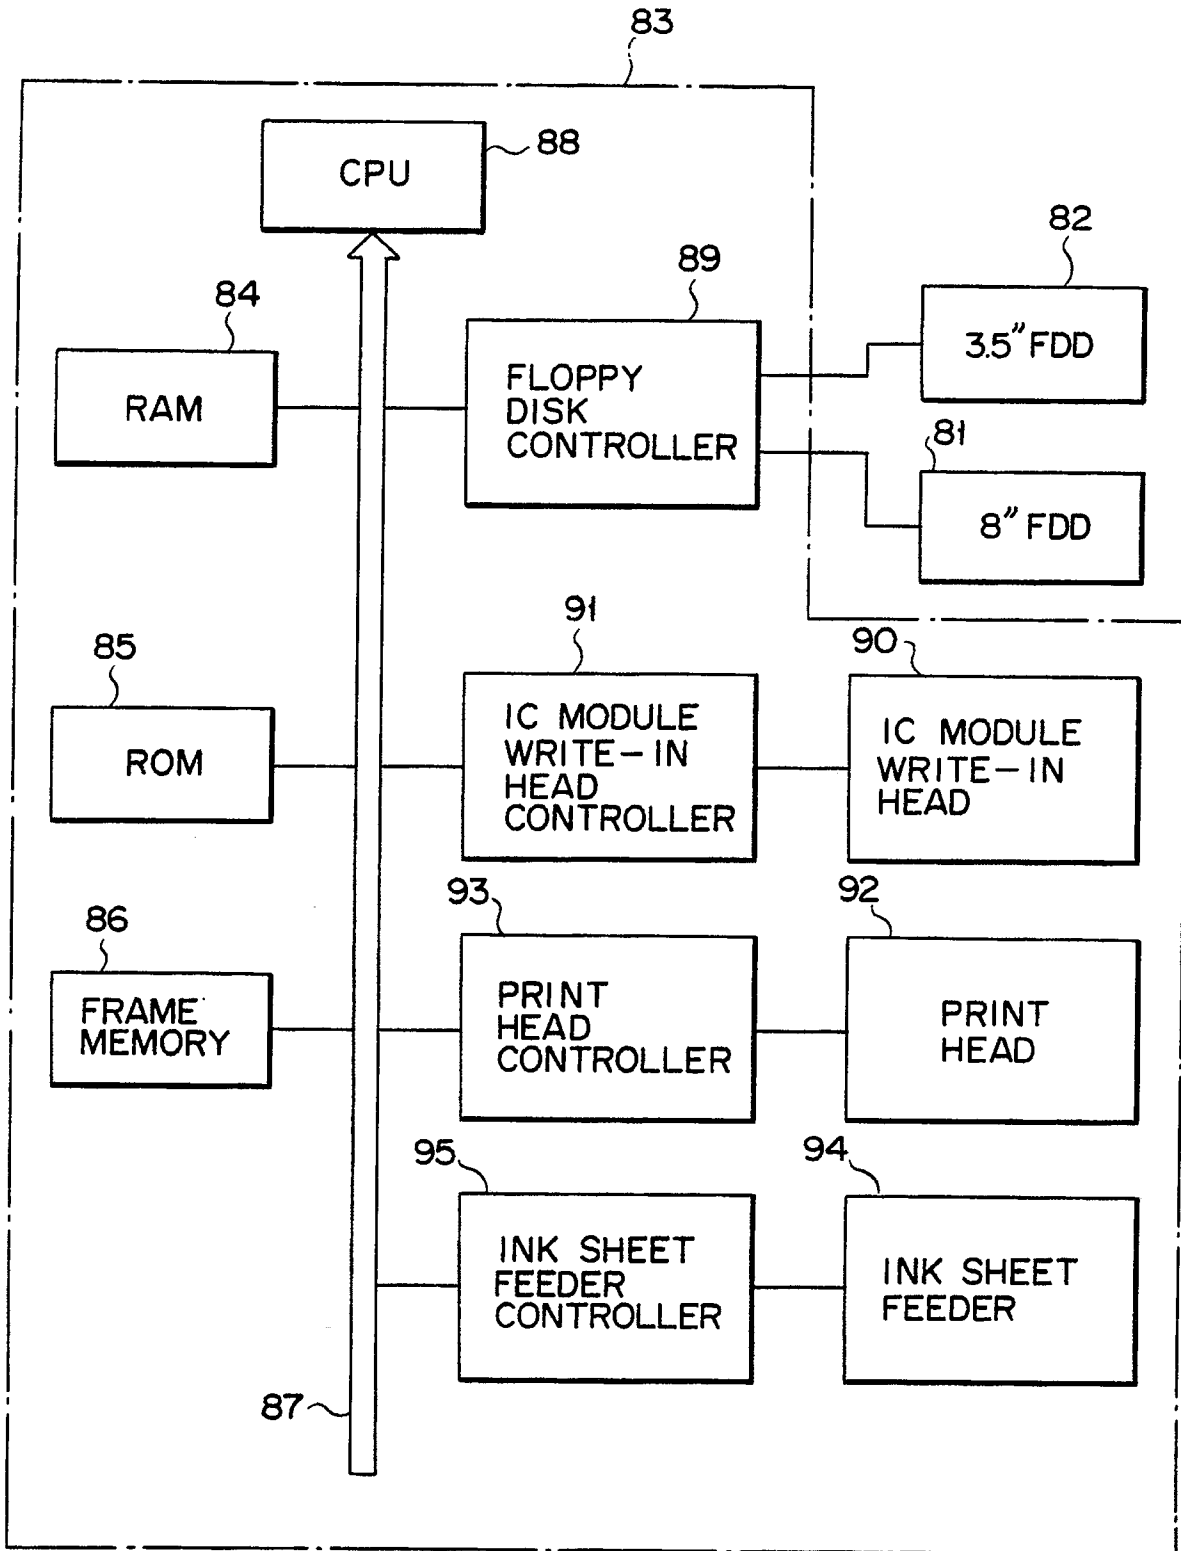 83
CPU
88
82
89
84
3.5" FDD
RAM
FLOPPY
DISK
CONTROLLER
81
8" FDD
91
90
85
IC MODULE
WRITE-IN
HEAD
CONTROLLER
IC MODULE
WRITE-IN
HEAD
ROM
93
92
86
FRAME
MEMORY
PRINT
HEAD
CONTROLLER
PRINT
HEAD
95
94
INK SHEET
FEEDER
CONTROLLER
INK SHEET
FEEDER
87